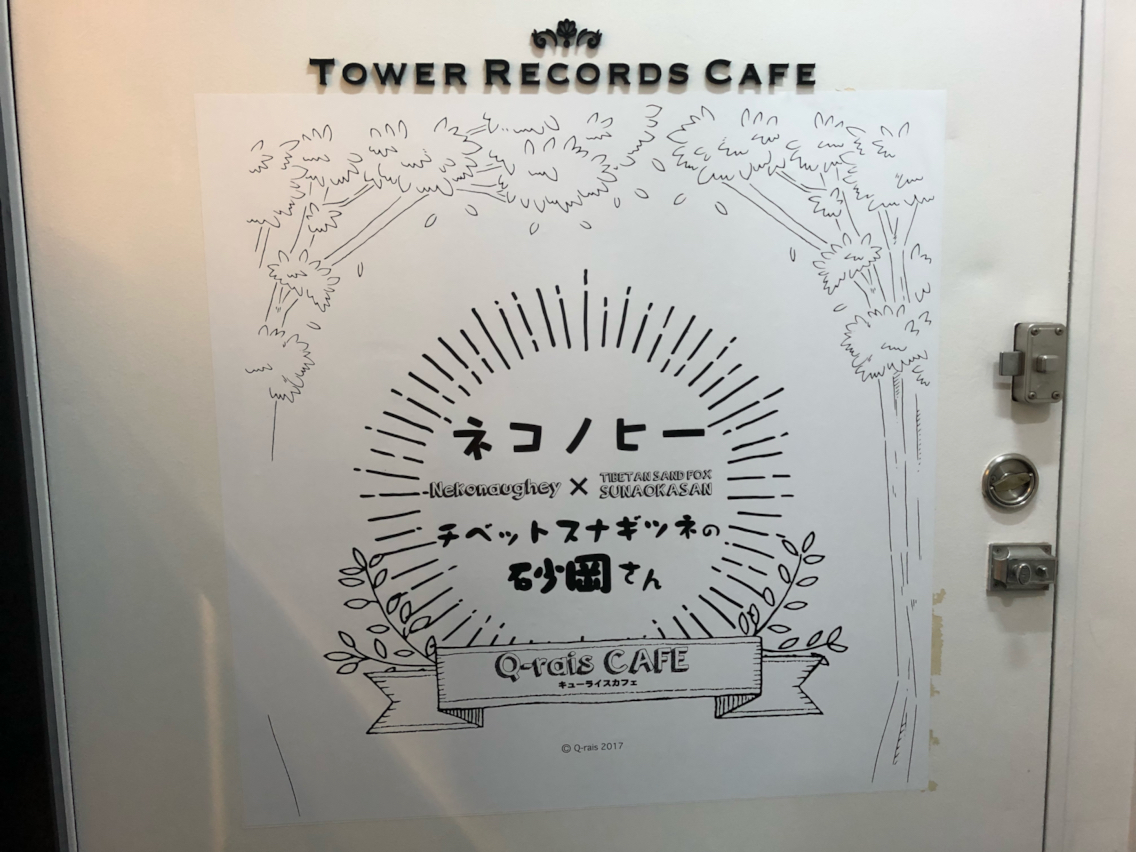 TOWER RECORDS CAFE
ネコノヒー
Nekonaughey × TIBETAN SAND FOX
SUNAOKASAN
チベットスナギツネの
砂岡さん
Q-rais CAFE
キューライスカフェ
© Q-rais 2017